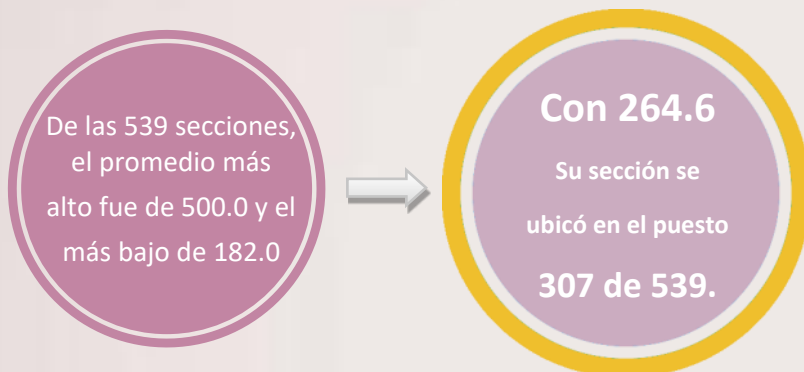 De las 539 secciones,
el promedio más
alto fue de 500.0 y el
más bajo de 182.0
Con 264.6
Su sección se
ubicó en el puesto
307 de 539.